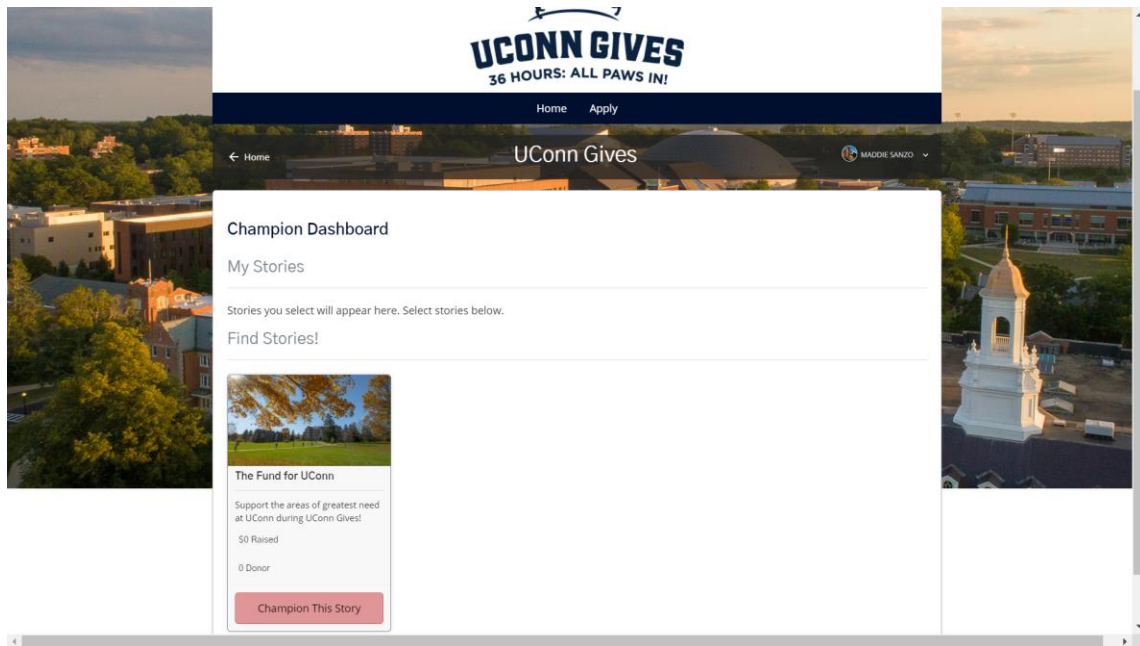 UCONN GIVES
36 HOURS: ALL PAWS IN!
Home Apply
← Home
UConn Gives
MADDIE SANZO
Champion Dashboard
My Stories
Stories you select will appear here. Select stories below.
Find Stories!
The Fund for UConn
Support the areas of greatest need
at UConn during UConn Gives!
$0 Raised
0 Donor
Champion This Story